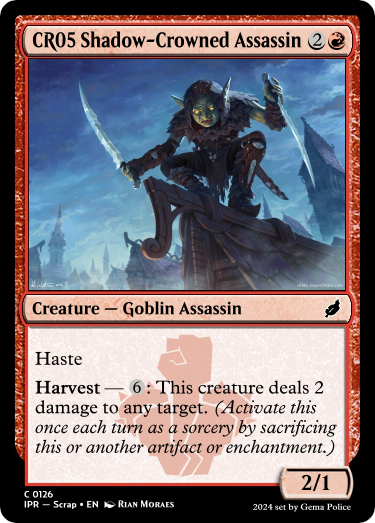 CR05 Shadow-Crowned Assassin 2
Creature — Goblin Assassin
Haste
Harvest — 6 : This creature deals 2
damage to any target. (Activate this
once each turn as a sorcery by sacrificing
this or another artifact or enchantment.)
2/1
C 0126
IPR — Scrap • EN Rian Moraes
2024 set by Gema Police